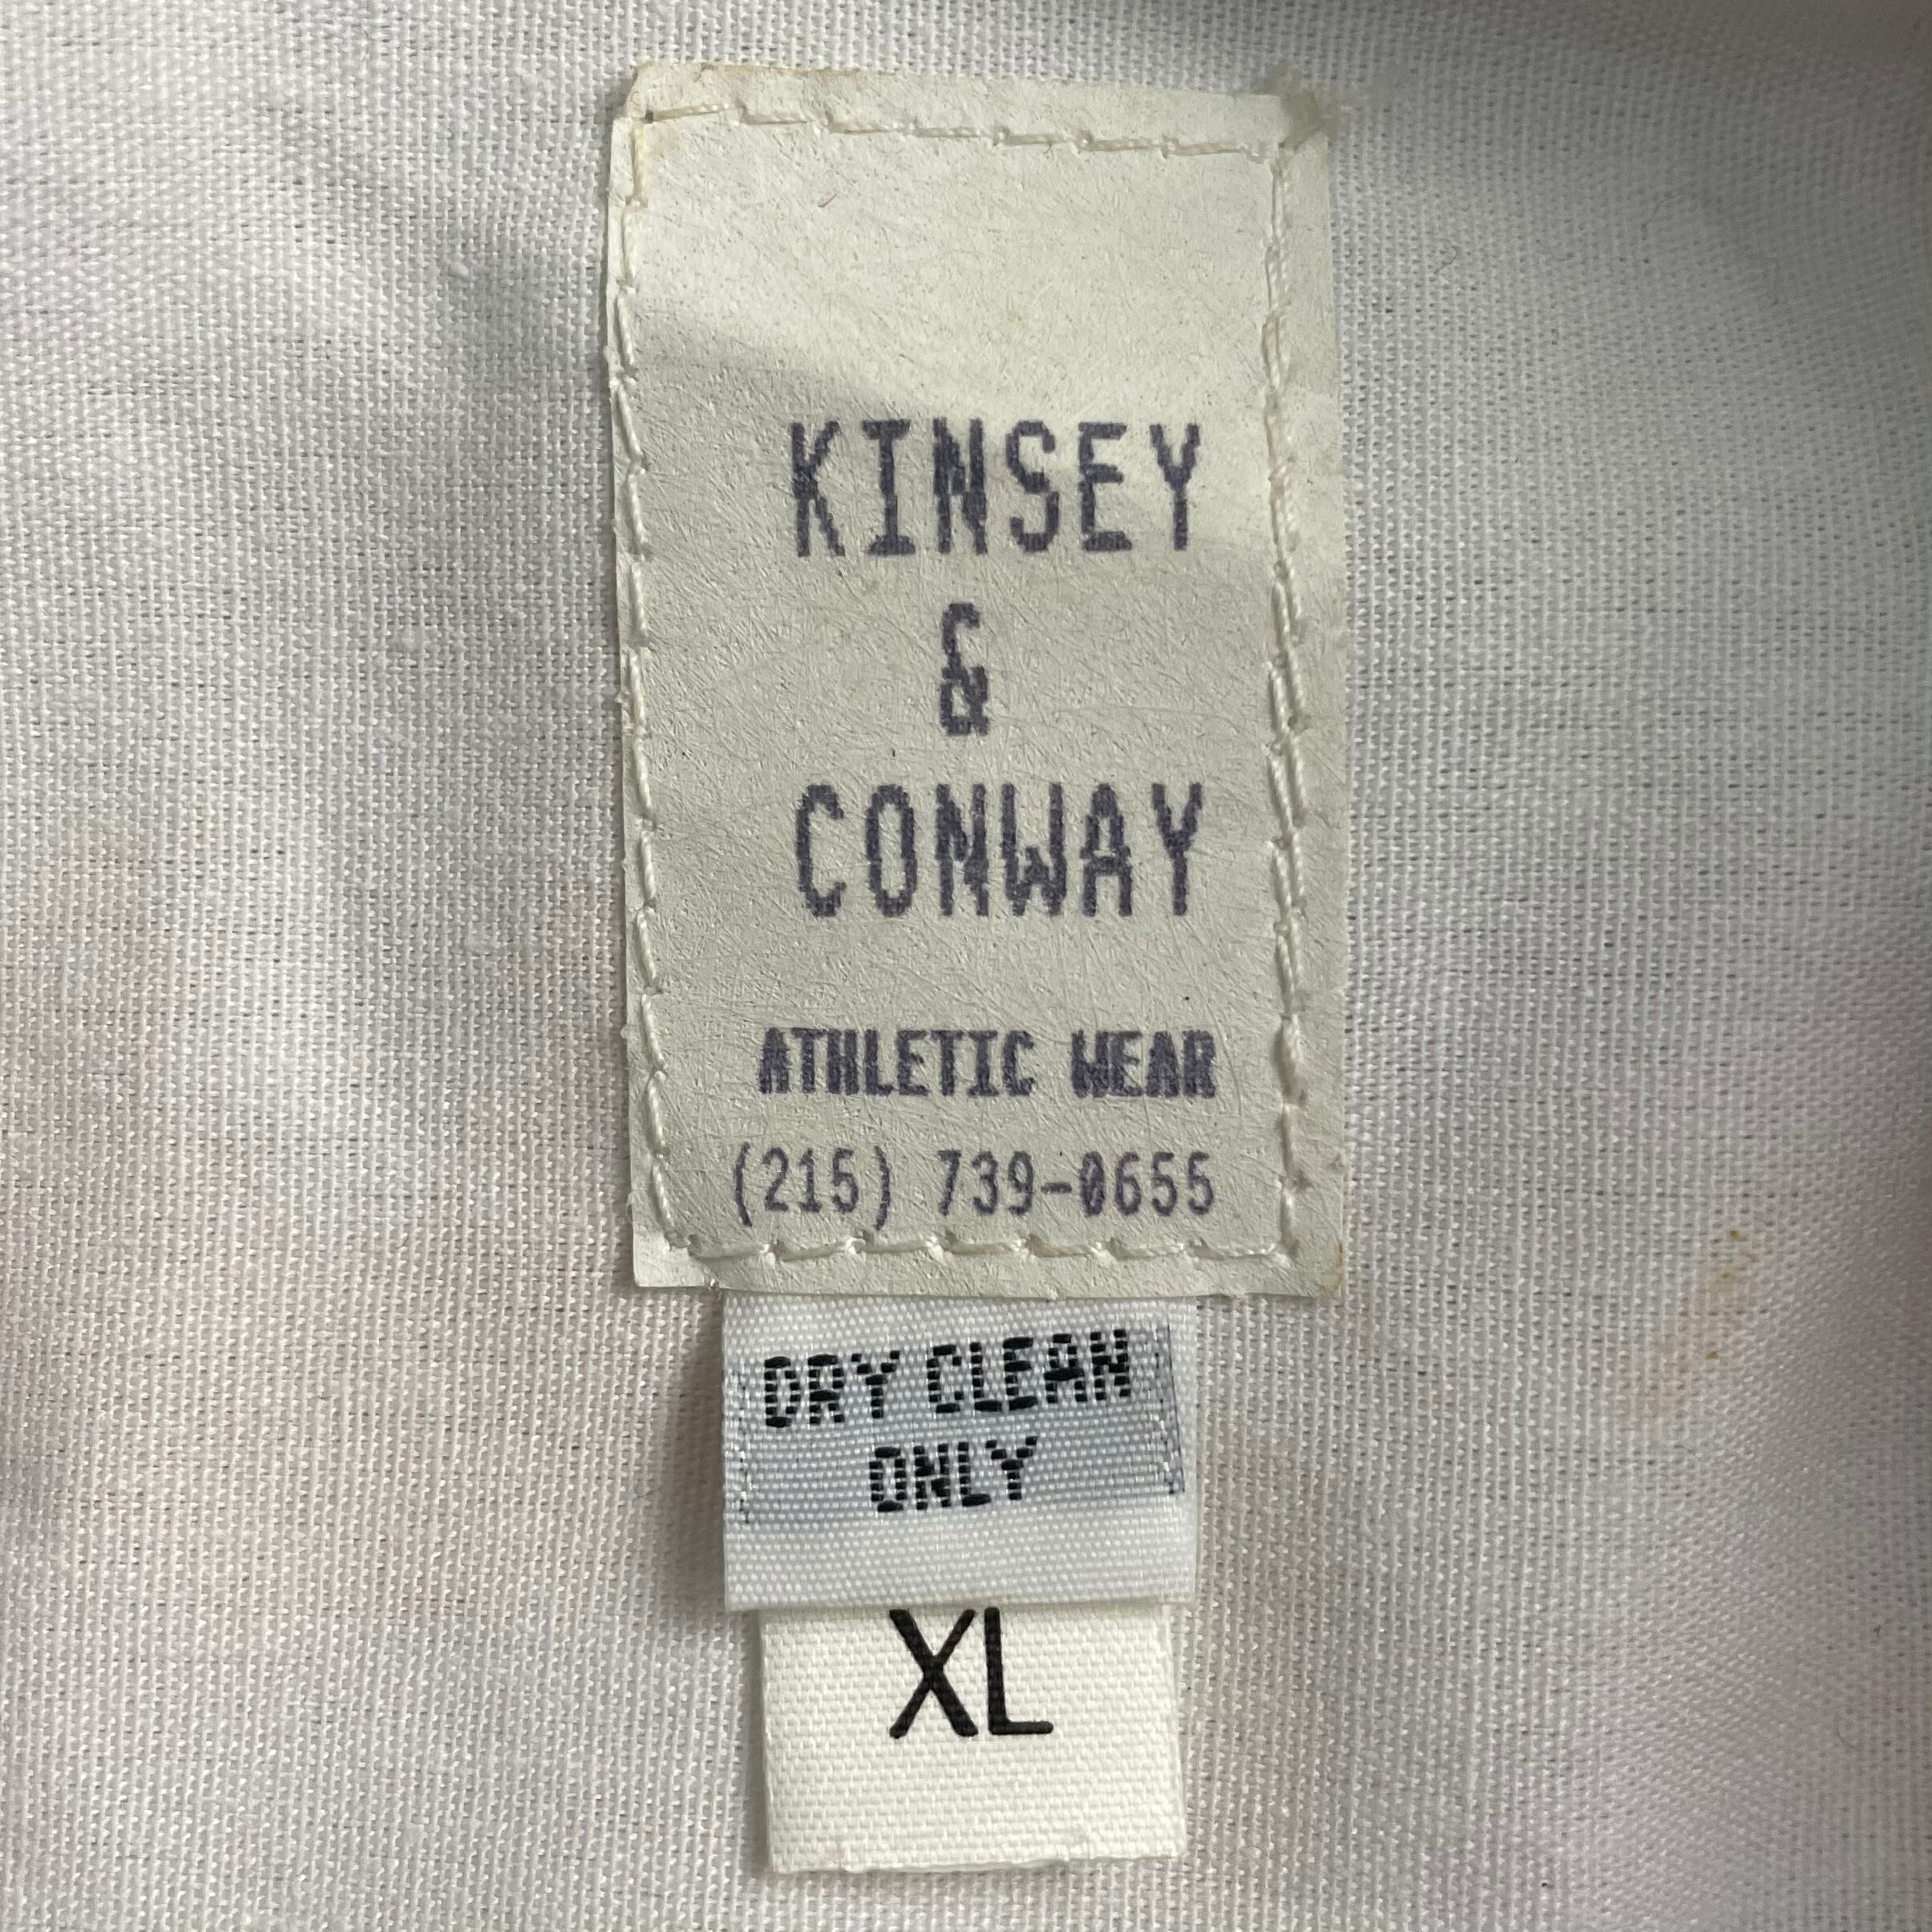 KINSEY
&
CONWAY
ATHLETIC WEAR
(215) 739-0655
DRY CLEAN
ONLY
XL